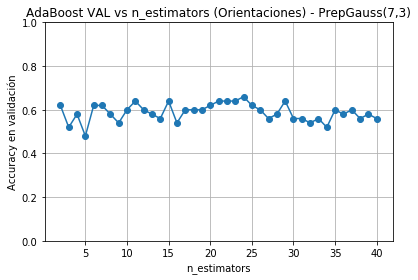 AdaBoost VAL vs n_estimators (Orientaciones) - PrepGauss(7,3)
1.0
0.8
0.6
0.4
0.2
0.0
Accuracy en validación
5 10 15 20 25 30 35 40
n_estimators